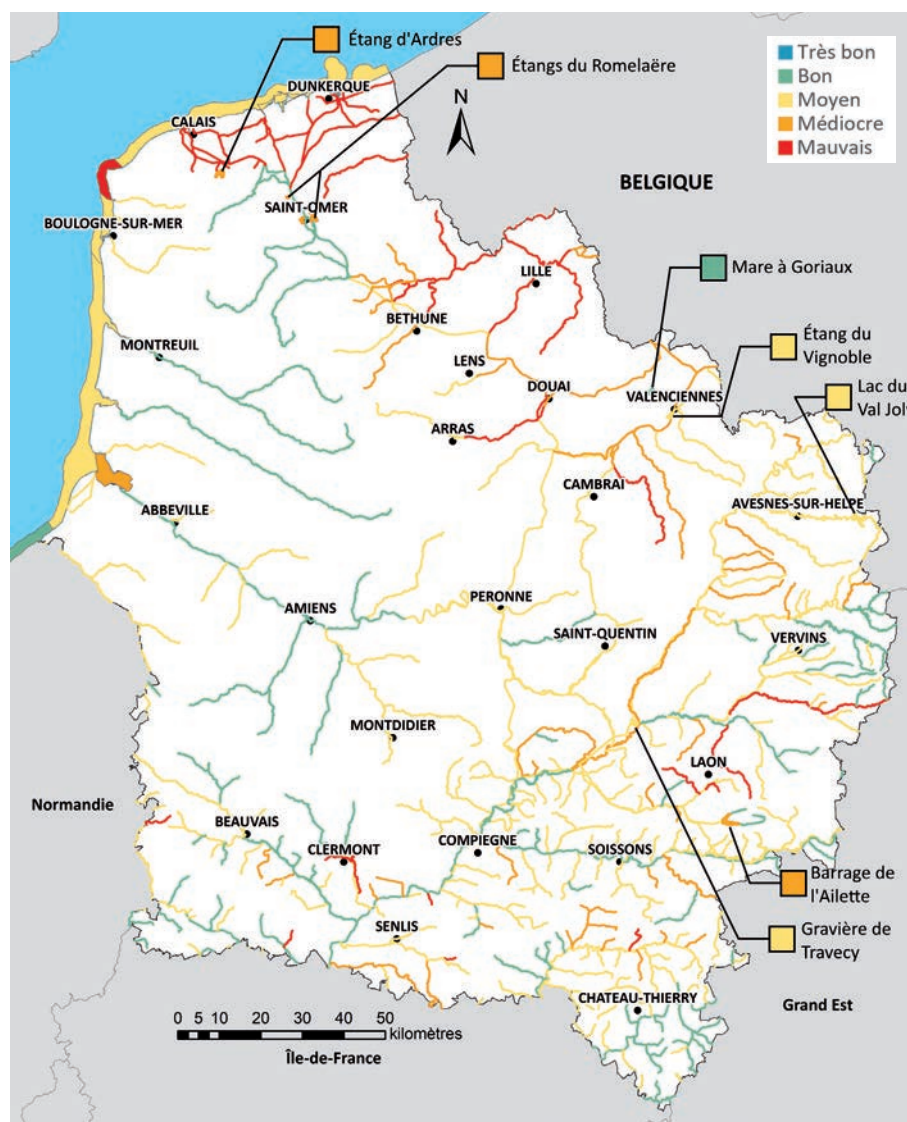 Étang d'Ardres
Étangs du Romelaëre
Très bon
Bon
Moyen
Médiocre
Mauvais
DUNKERQUE
N
CALAIS
BELGIQUE
SAINT-OMER
BOULOGNE-SUR-MER
LILLE
Mare à Goriaux
BETHUNE
Étang du
Vignoble
MONTREUIL
LENS
DOUAI
VALENCIENNES
Lac du
Val Joly
ARRAS
CAMBRAI
AVESNES-SUR-HELPE
ABBEVILLE
PERONNE
AMIENS
SAINT-QUENTIN
VERVINS
MONTDIDIER
LAON
Normandie
BEAUVAIS
CLERMONT
COMPIEGNE
SOISSONS
Barrage de
l'Ailette
SENLIS
Gravière de
Travecy
CHATEAU-THIERRY
Grand Est
0 5 10 20 30 40 50
kilomètres
Île-de-France